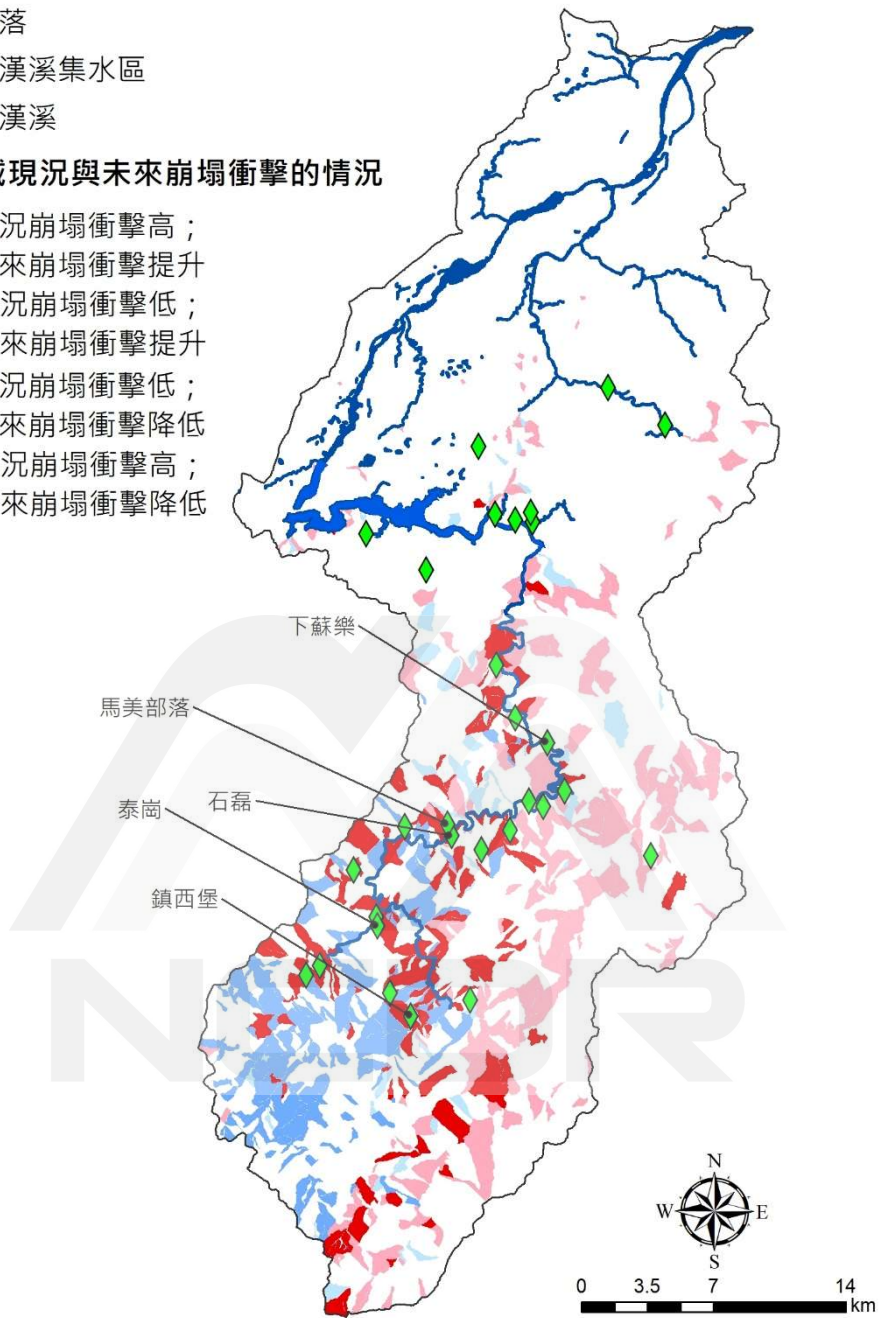 落
漢溪集水區
漢溪
或現況與未來崩塌衝擊的情況
況崩塌衝擊高；
來崩塌衝擊提升
況崩塌衝擊低；
來崩塌衝擊提升
況崩塌衝擊低；
來崩塌衝擊降低
況崩塌衝擊高；
來崩塌衝擊降低
下蘇樂
馬美部落
石磊
泰崗
鎮西堡
NCDR
N
W
E
S
0 3.5 7 14
km